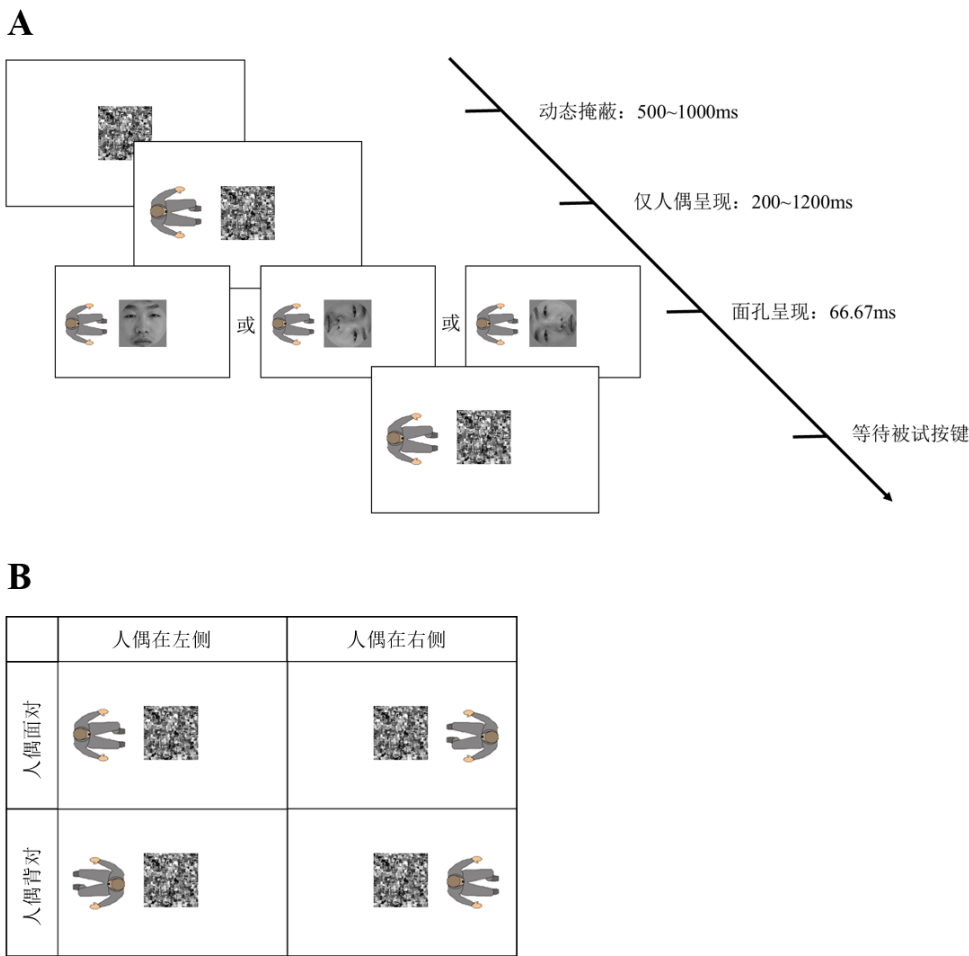 A
动态掩蔽：500~1000ms
仅人偶呈现：200~1200ms
或
或
面孔呈现：66.67ms
等待被试按键
B
人偶在左侧
人偶在右侧
人偶面对
人偶背对